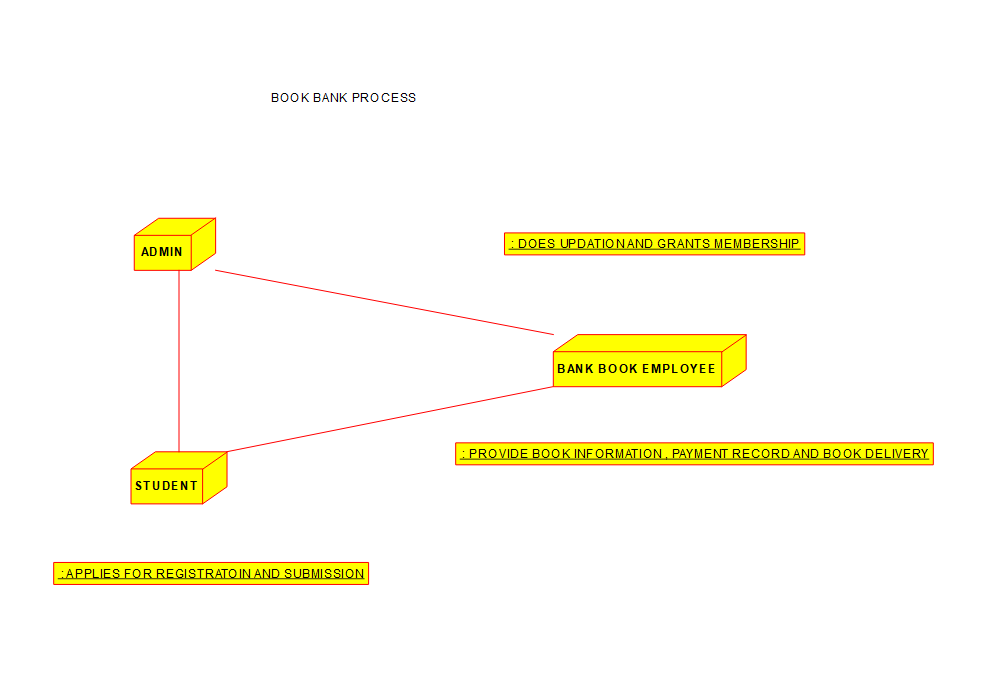 BOOK BANK PROCESS
: DOES UPDATION AND GRANTS MEMBERSHIP
ADMIN
BANK BOOK EMPLOYEE
: PROVIDE BOOK INFORMATION , PAYMENT RECORD AND BOOK DELIVERY
STUDENT
: APPLIES FOR REGISTRATOIN AND SUBMISSION